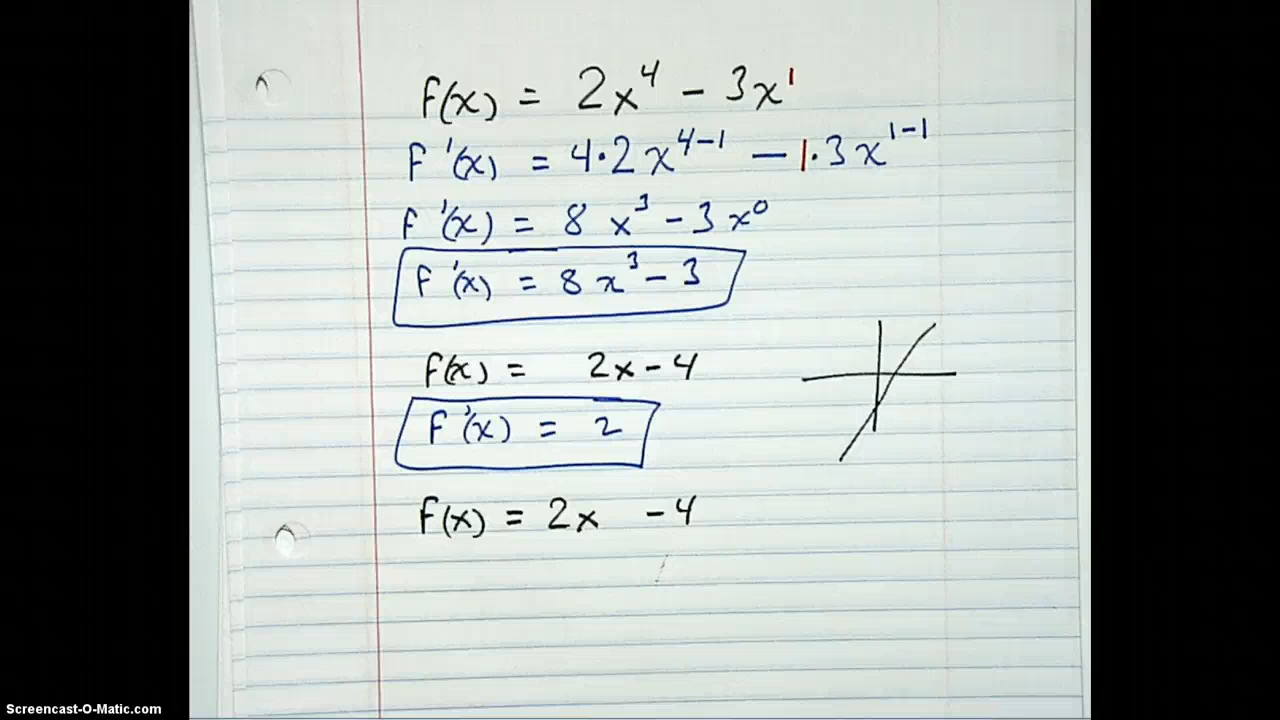 f(x) = 2x⁴ - 3x¹
f'(x) = 4·2x⁴⁻¹ - 1·3x¹⁻¹
f'(x) = 8x³ - 3x⁰
f'(x) = 8x³ - 3
f(x) = 2x - 4
f'(x) = 2
f(x) = 2x - 4
Screencast-O-Matic.com